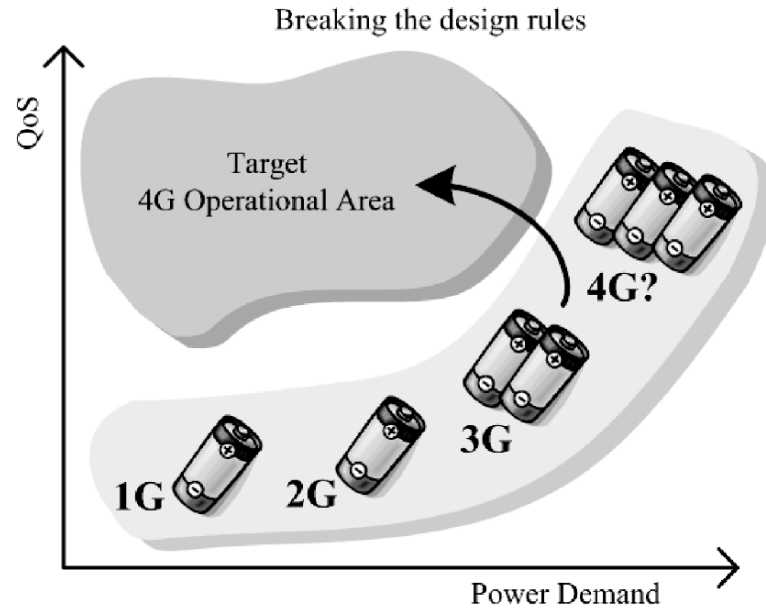 Breaking the design rules
QoS
Target
4G Operational Area
4G?
3G
2G
1G
Power Demand